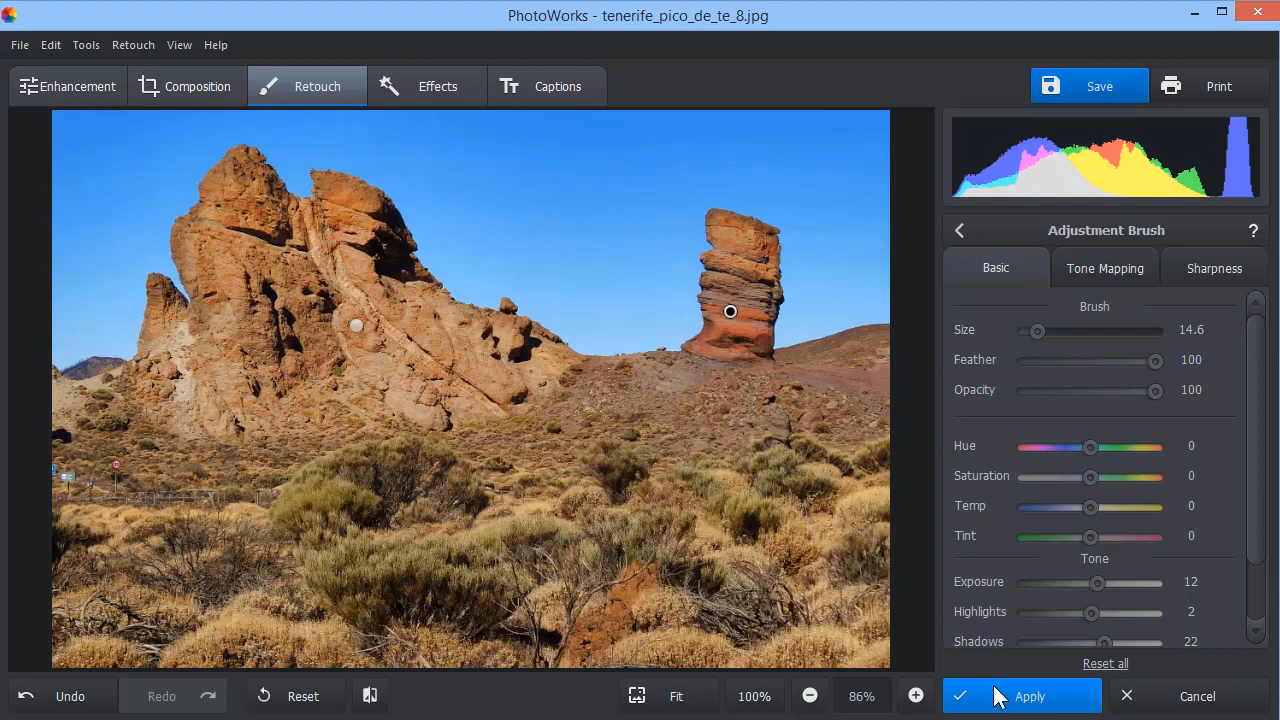 PhotoWorks - tenerife_pico_de_te_8.jpg
File Edit Tools Retouch View Help
Enhancement Composition Retouch Effects Captions Save Print
Adjustment Brush ?
Basic Tone Mapping Sharpness
Brush
Size 14.6
Feather 100
Opacity 100
Hue 0
Saturation 0
Temp 0
Tint 0
Tone
Exposure 12
Highlights 2
Shadows 22
Reset all
Undo Redo Reset Fit 100% 86% Apply Cancel